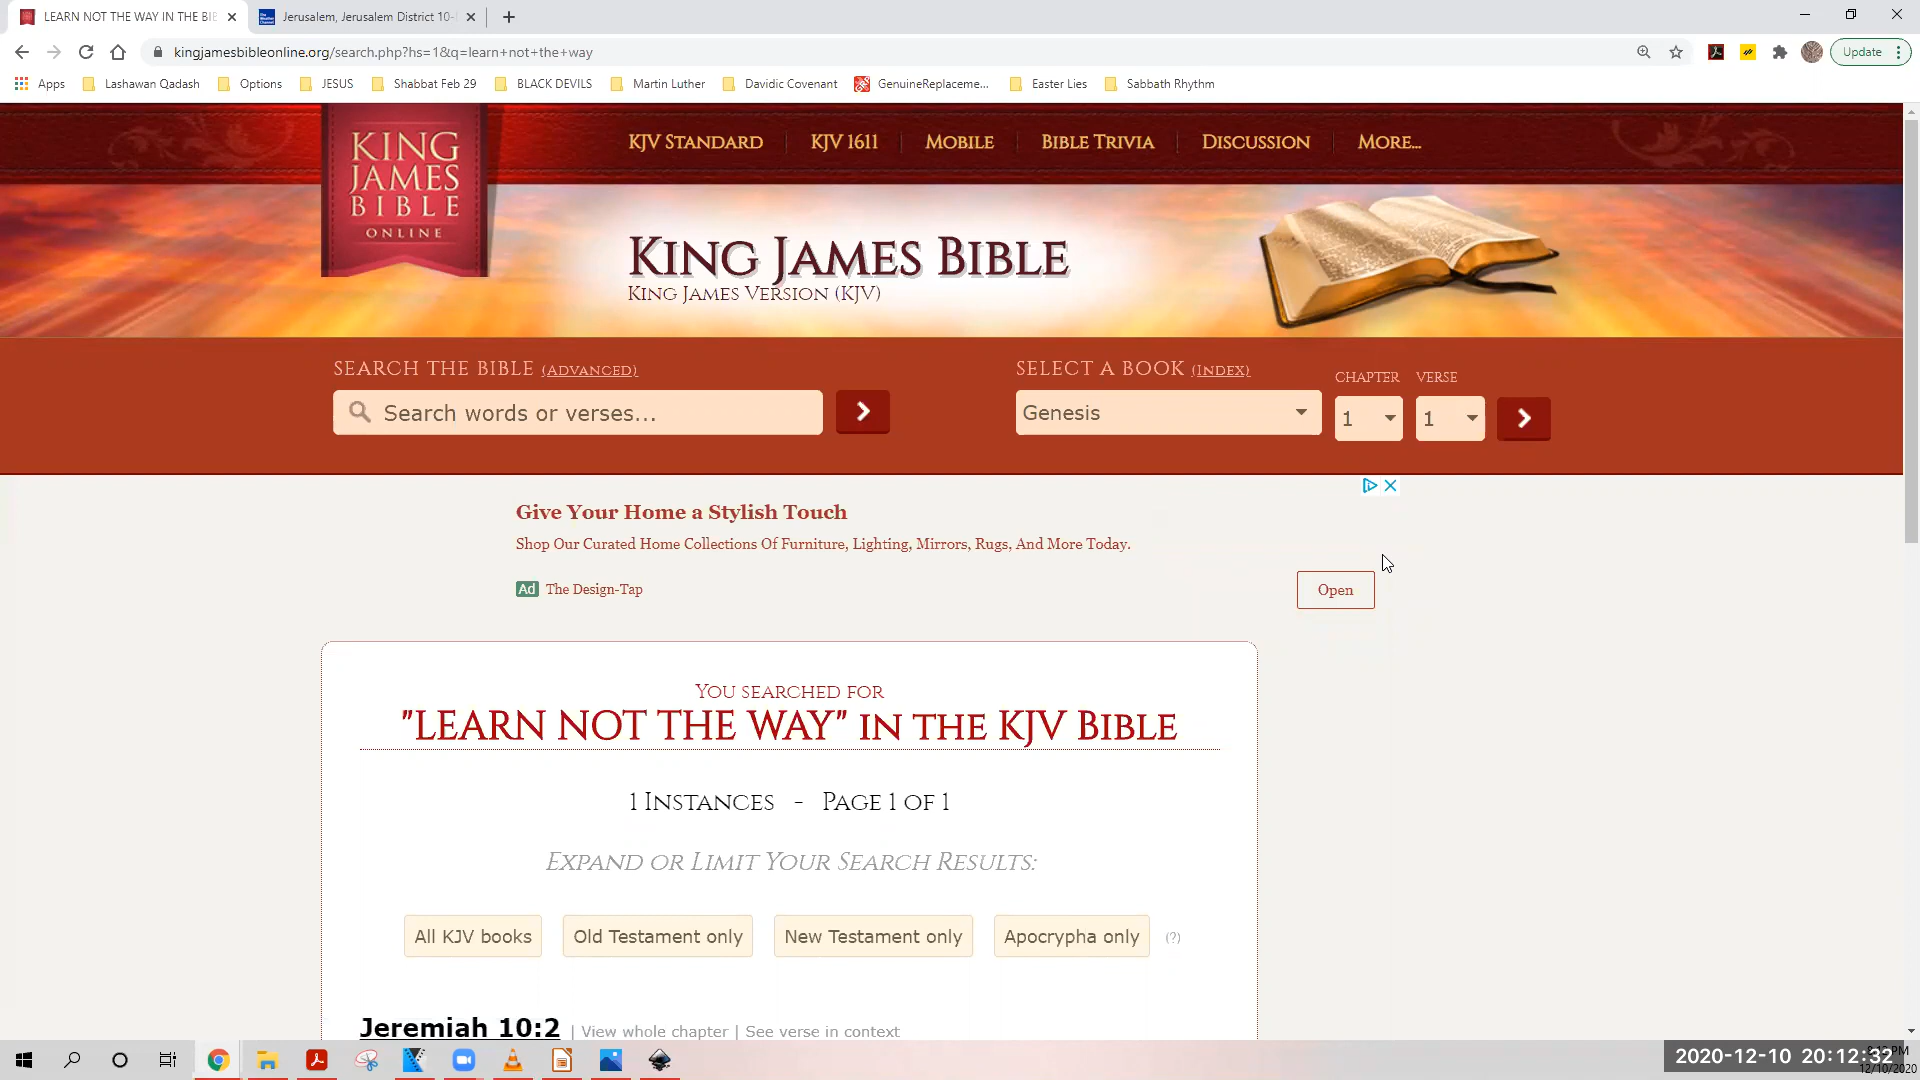 LEARN NOT THE WAY IN THE BIB
Jerusalem, Jerusalem District 10-
kingjamesbibleonline.org/search.php?hs=1&q=learn+not+the+way
Update
Apps
Lashawan Qadash
Options
JESUS
Shabbat Feb 29
BLACK DEVILS
Martin Luther
Davidic Covenant
GenuineReplaceme...
Easter Lies
Sabbath Rhythm
KING
JAMES
BIBLE
ONLINE
KJV STANDARD
KJV 1611
MOBILE
BIBLE TRIVIA
DISCUSSION
MORE...
KING JAMES BIBLE
KING JAMES VERSION (KJV)
SEARCH THE BIBLE (ADVANCED)
Search words or verses...
SELECT A BOOK (INDEX)
CHAPTER
VERSE
Genesis
1
1
Give Your Home a Stylish Touch
Shop Our Curated Home Collections Of Furniture, Lighting, Mirrors, Rugs, And More Today.
Ad The Design-Tap
Open
YOU SEARCHED FOR
"LEARN NOT THE WAY" IN THE KJV BIBLE
1 INSTANCES - PAGE 1 OF 1
EXPAND OR LIMIT YOUR SEARCH RESULTS:
All KJV books
Old Testament only
New Testament only
Apocrypha only
(?)
Jeremiah 10:2 | View whole chapter | See verse in context
2020-12-10 20:12:32
12/10/2020